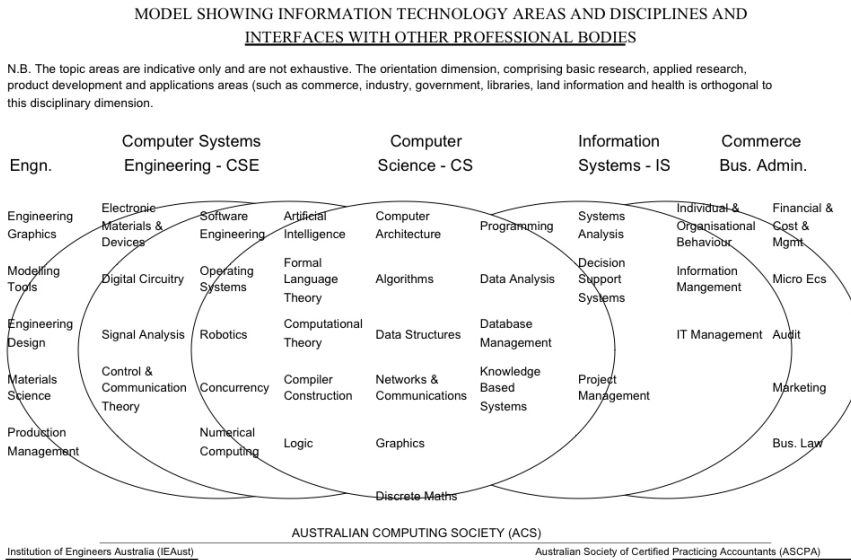 MODEL SHOWING INFORMATION TECHNOLOGY AREAS AND DISCIPLINES AND
INTERFACES WITH OTHER PROFESSIONAL BODIES
N.B. The topic areas are indicative only and are not exhaustive. The orientation dimension, comprising basic research, applied research,
product development and applications areas (such as commerce, industry, government, libraries, land information and health is orthogonal to
this disciplinary dimension.
Engn.
Computer Systems
Engineering - CSE
Computer
Science - CS
Information
Systems - IS
Commerce
Bus. Admin.
Engineering
Graphics
Modelling
Tools
Engineering
Design
Materials
Science
Production
Management
Electronic
Materials &
Devices
Digital Circuitry
Signal Analysis
Control &
Communication
Theory
Software
Engineering
Operating
Systems
Robotics
Concurrency
Numerical
Computing
Artificial
Intelligence
Formal
Language
Theory
Computational
Theory
Compiler
Construction
Logic
Computer
Architecture
Algorithms
Data Structures
Networks &
Communications
Graphics
Discrete Maths
Programming
Data Analysis
Database
Management
Knowledge
Based
Systems
Systems
Analysis
Decision
Support
Systems
Project
Management
Individual &
Organisational
Behaviour
Information
Mangement
IT Management
Financial &
Cost &
Mgmt
Micro Ecs
Audit
Marketing
Bus. Law
AUSTRALIAN COMPUTING SOCIETY (ACS)
Institution of Engineers Australia (IEAust)
Australian Society of Certified Practicing Accountants (ASCPA)